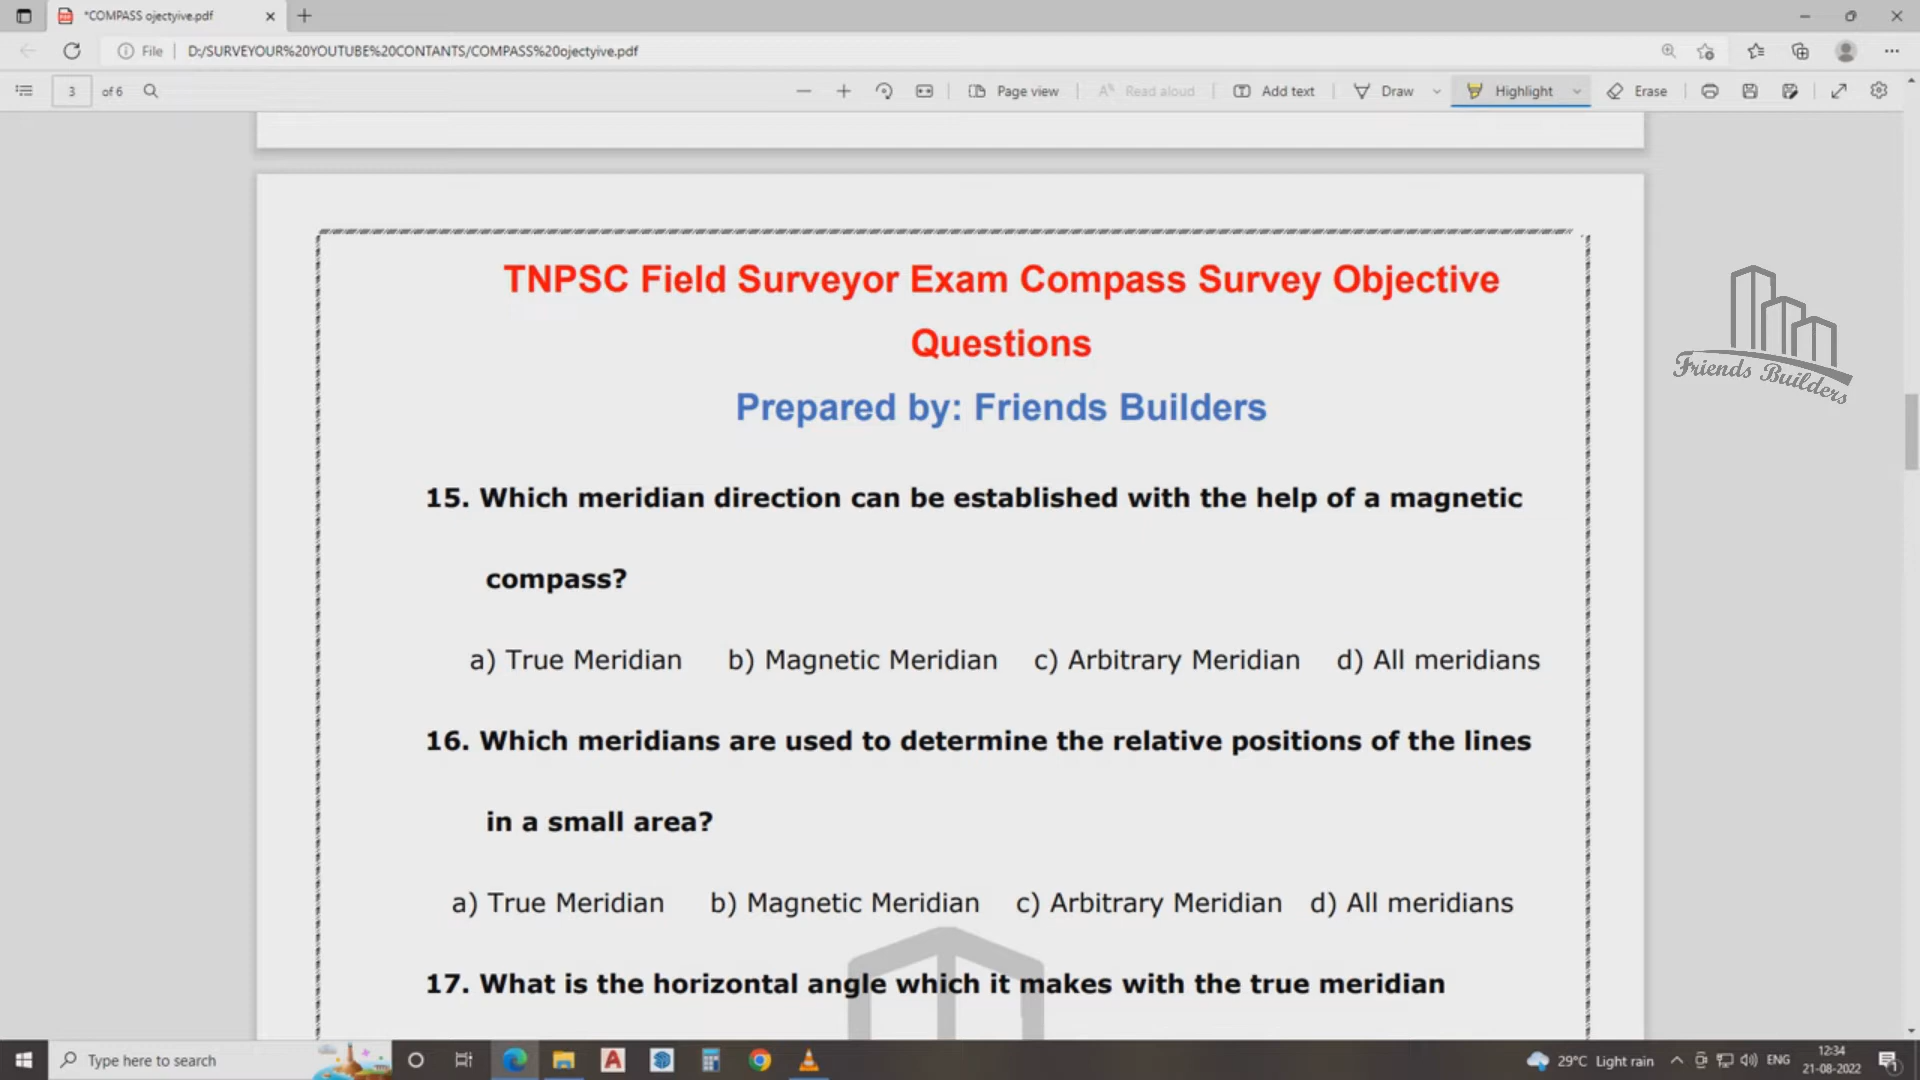 *COMPASS ojectyive.pdf
File D:/SURVEYOUR%20YOUTUBE%20CONTANTS/COMPASS%20ojectyive.pdf
3 of 6 Page view Read aloud Add text Draw Highlight Erase
TNPSC Field Surveyor Exam Compass Survey Objective
Questions
Prepared by: Friends Builders
Friends Builders
15. Which meridian direction can be established with the help of a magnetic
compass?
a) True Meridian b) Magnetic Meridian c) Arbitrary Meridian d) All meridians
16. Which meridians are used to determine the relative positions of the lines
in a small area?
a) True Meridian b) Magnetic Meridian c) Arbitrary Meridian d) All meridians
17. What is the horizontal angle which it makes with the true meridian
Type here to search
29°C Light rain
ENG
12:34
21-08-2022
1